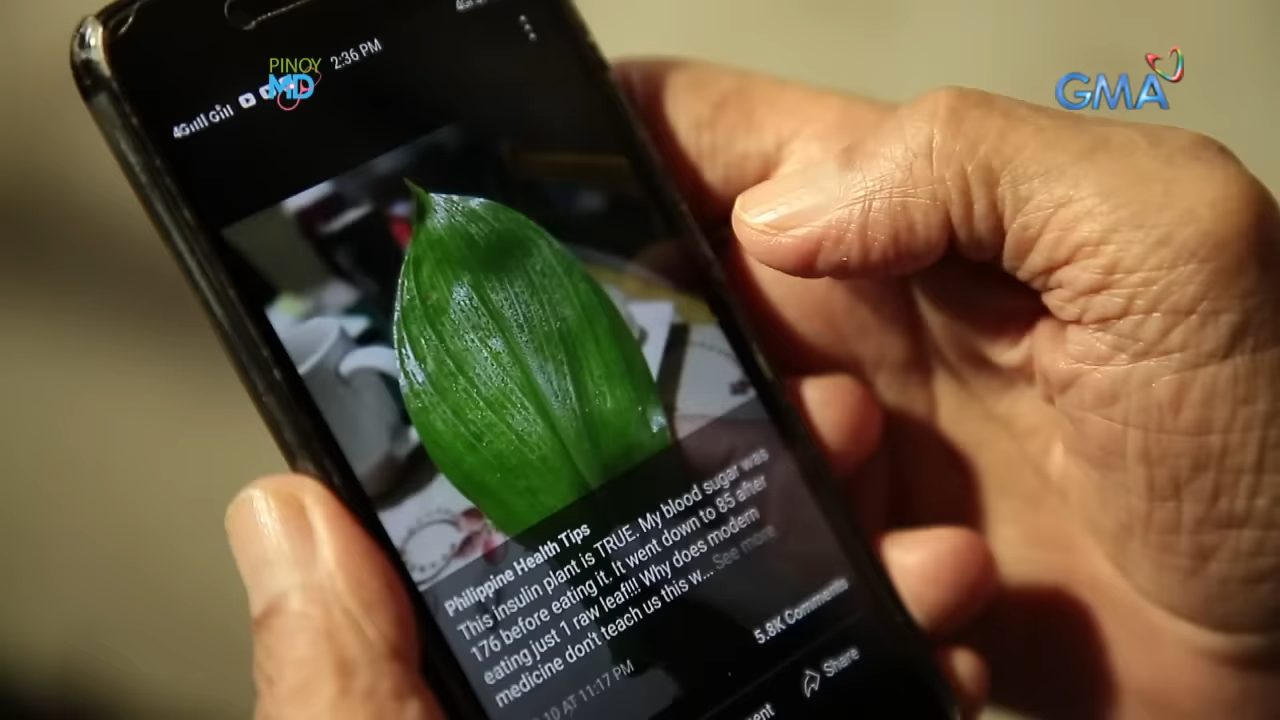 PINOY
MD
GMA
4G
2:36 PM
Philippine Health Tips
This insulin plant is TRUE. My blood sugar was
176 before eating it. It went down to 85 after
eating just 1 raw leaf!!! Why does modern
medicine don't teach us this w... See more
10 AT 11:17 PM
5.8K Comments
Share